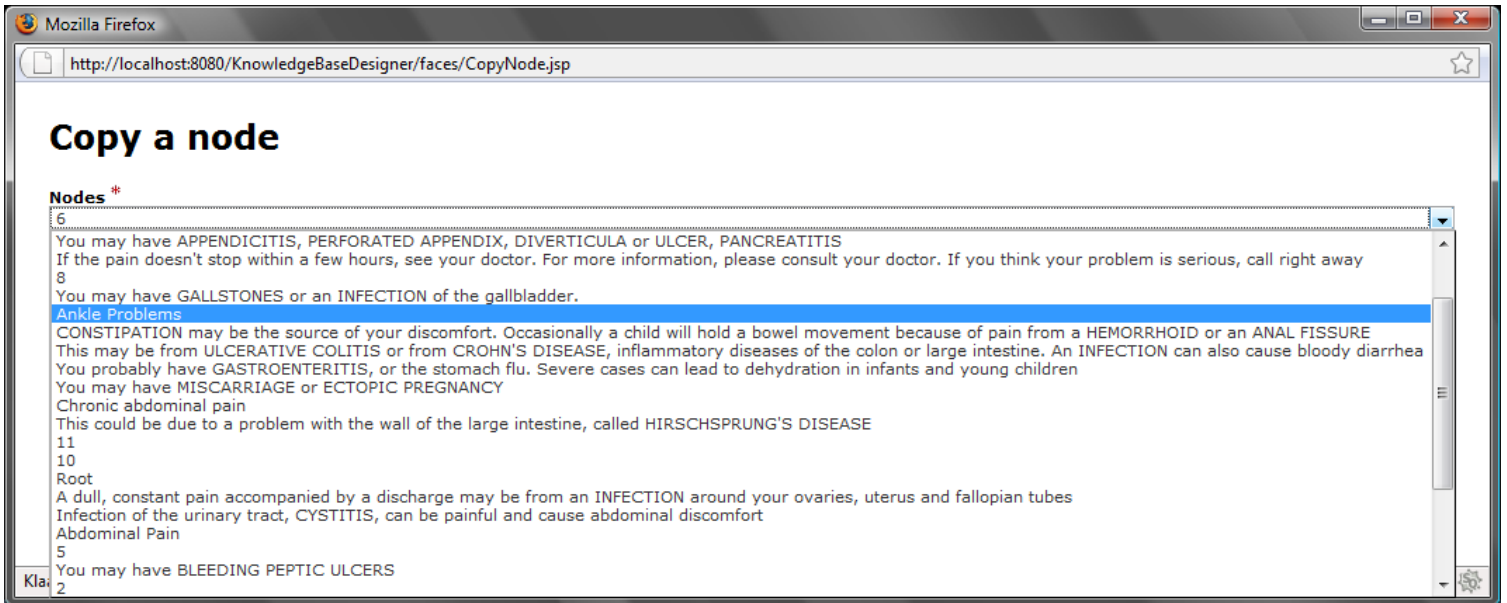 Mozilla Firefox
http://localhost:8080/KnowledgeBaseDesigner/faces/CopyNode.jsp
Copy a node
Nodes *
6
You may have APPENDICITIS, PERFORATED APPENDIX, DIVERTICULA or ULCER, PANCREATITIS
If the pain doesn't stop within a few hours, see your doctor. For more information, please consult your doctor. If you think your problem is serious, call right away
8
You may have GALLSTONES or an INFECTION of the gallbladder.
Ankle Problems
CONSTIPATION may be the source of your discomfort. Occasionally a child will hold a bowel movement because of pain from a HEMORRHOID or an ANAL FISSURE
This may be from ULCERATIVE COLITIS or from CROHN'S DISEASE, inflammatory diseases of the colon or large intestine. An INFECTION can also cause bloody diarrhea
You probably have GASTROENTERITIS, or the stomach flu. Severe cases can lead to dehydration in infants and young children
You may have MISCARRIAGE or ECTOPIC PREGNANCY
Chronic abdominal pain
This could be due to a problem with the wall of the large intestine, called HIRSCHSPRUNG'S DISEASE
11
10
Root
A dull, constant pain accompanied by a discharge may be from an INFECTION around your ovaries, uterus and fallopian tubes
Infection of the urinary tract, CYSTITIS, can be painful and cause abdominal discomfort
Abdominal Pain
5
You may have BLEEDING PEPTIC ULCERS
2